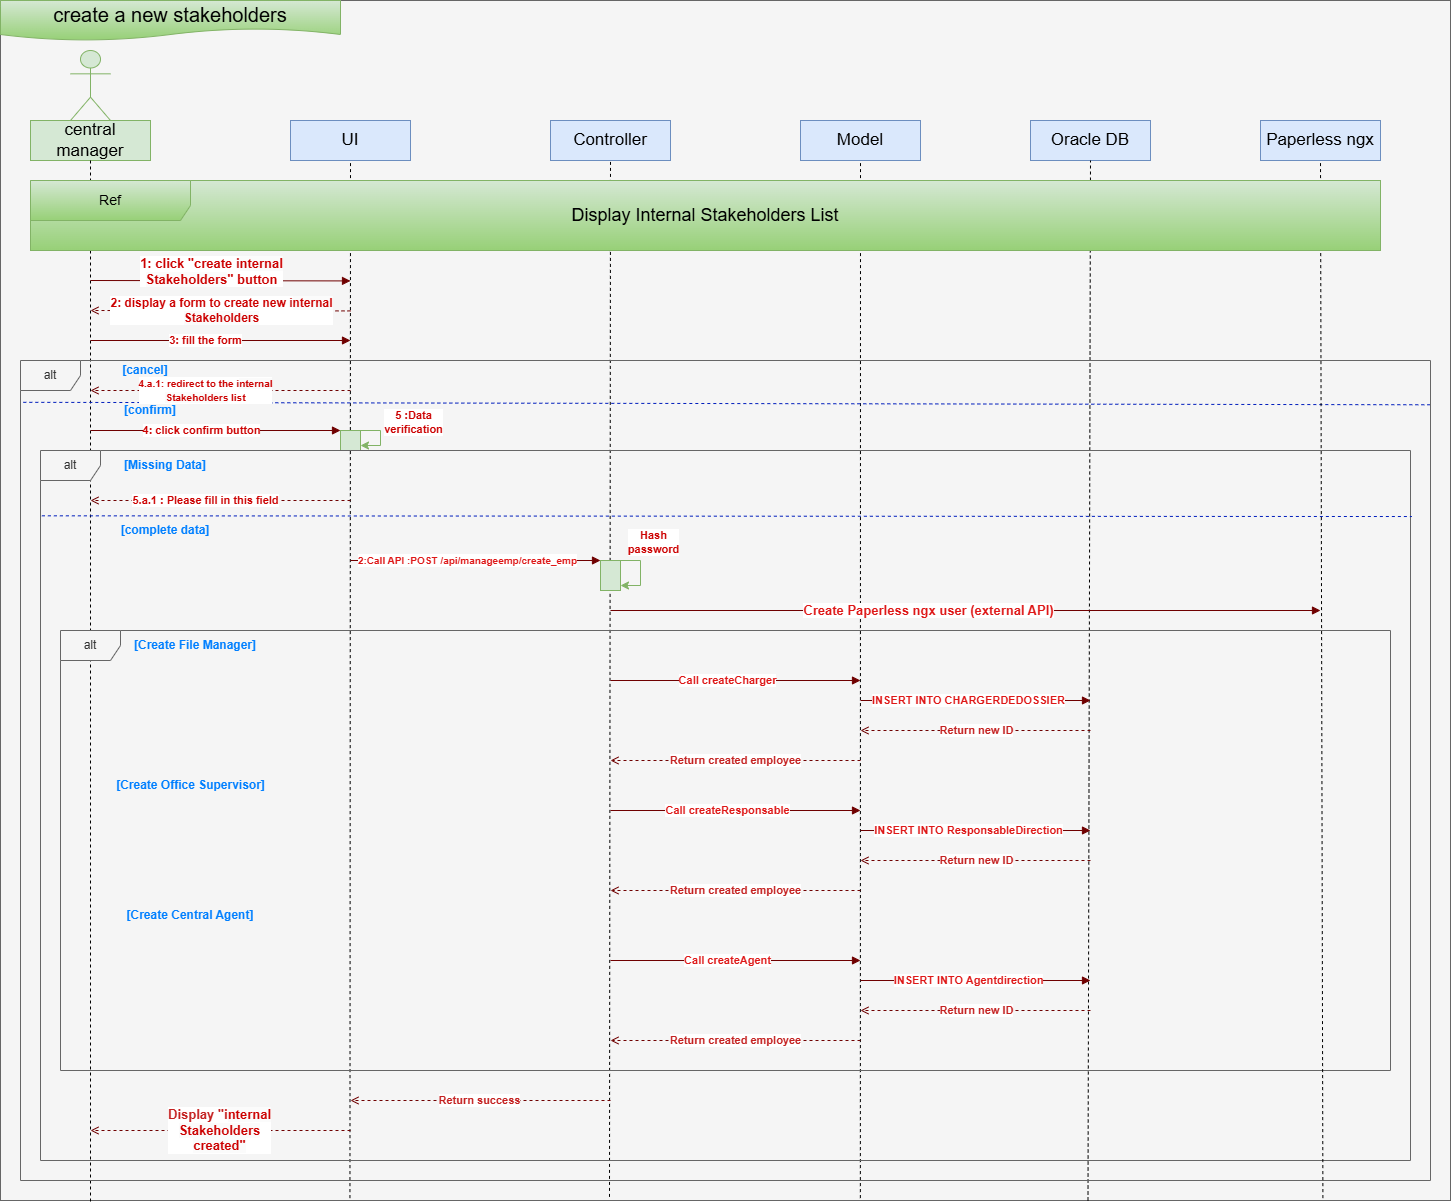 create a new stakeholders
central
manager
UI
Controller
Model
Oracle DB
Paperless ngx
Ref
Display Internal Stakeholders List
1: click "create internal
Stakeholders" button
2: display a form to create new internal
Stakeholders
3: fill the form
alt
[cancel]
4.a.1: redirect to the internal
Stakeholders list
[confirm]
4: click confirm button
5 :Data
verification
alt
[Missing Data]
5.a.1 : Please fill in this field
[complete data]
Hash
password
2:Call API :POST /api/manageemp/create_emp
Create Paperless ngx user (external API)
alt
[Create File Manager]
Call createCharger
INSERT INTO CHARGERDEDOSSIER
Return new ID
Return created employee
[Create Office Supervisor]
Call createResponsable
INSERT INTO ResponsableDirection
Return new ID
Return created employee
[Create Central Agent]
Call createAgent
INSERT INTO Agentdirection
Return new ID
Return created employee
Return success
Display "internal
Stakeholders
created"